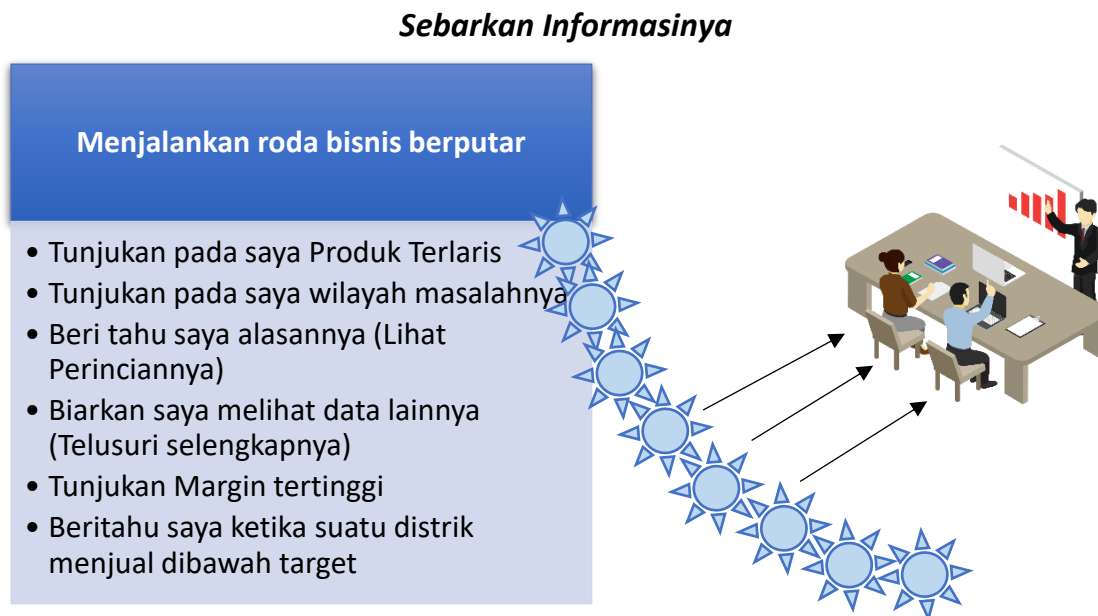 Sebarkan Informasinya
Menjalankan roda bisnis berputar
• Tunjukan pada saya Produk Terlaris
• Tunjukan pada saya wilayah masalahnya
• Beri tahu saya alasannya (Lihat
Perinciannya)
• Biarkan saya melihat data lainnya
(Telusuri selengkapnya)
• Tunjukan Margin tertinggi
• Beritahu saya ketika suatu distrik
menjual dibawah target